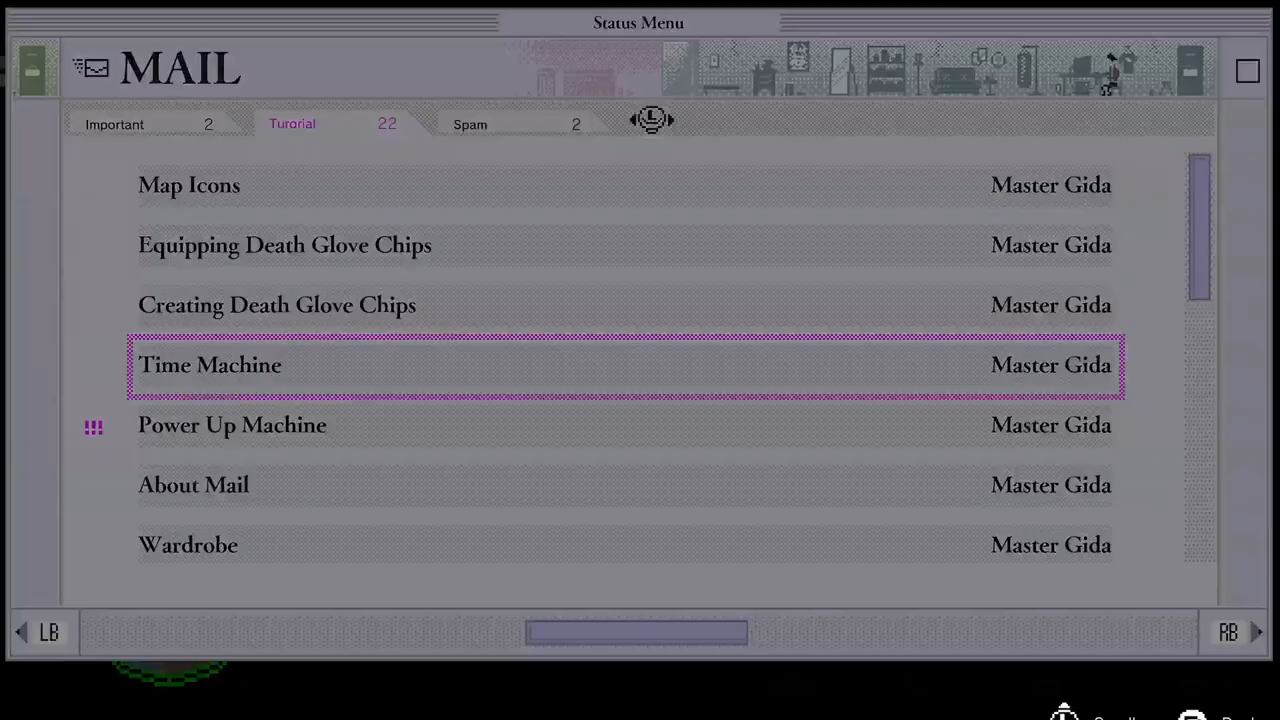 Status Menu
MAIL
Important 2
Turorial 22
Spam 2
L
Map Icons Master Gida
Equipping Death Glove Chips Master Gida
Creating Death Glove Chips Master Gida
Time Machine Master Gida
!!! Power Up Machine Master Gida
About Mail Master Gida
Wardrobe Master Gida
LB
RB